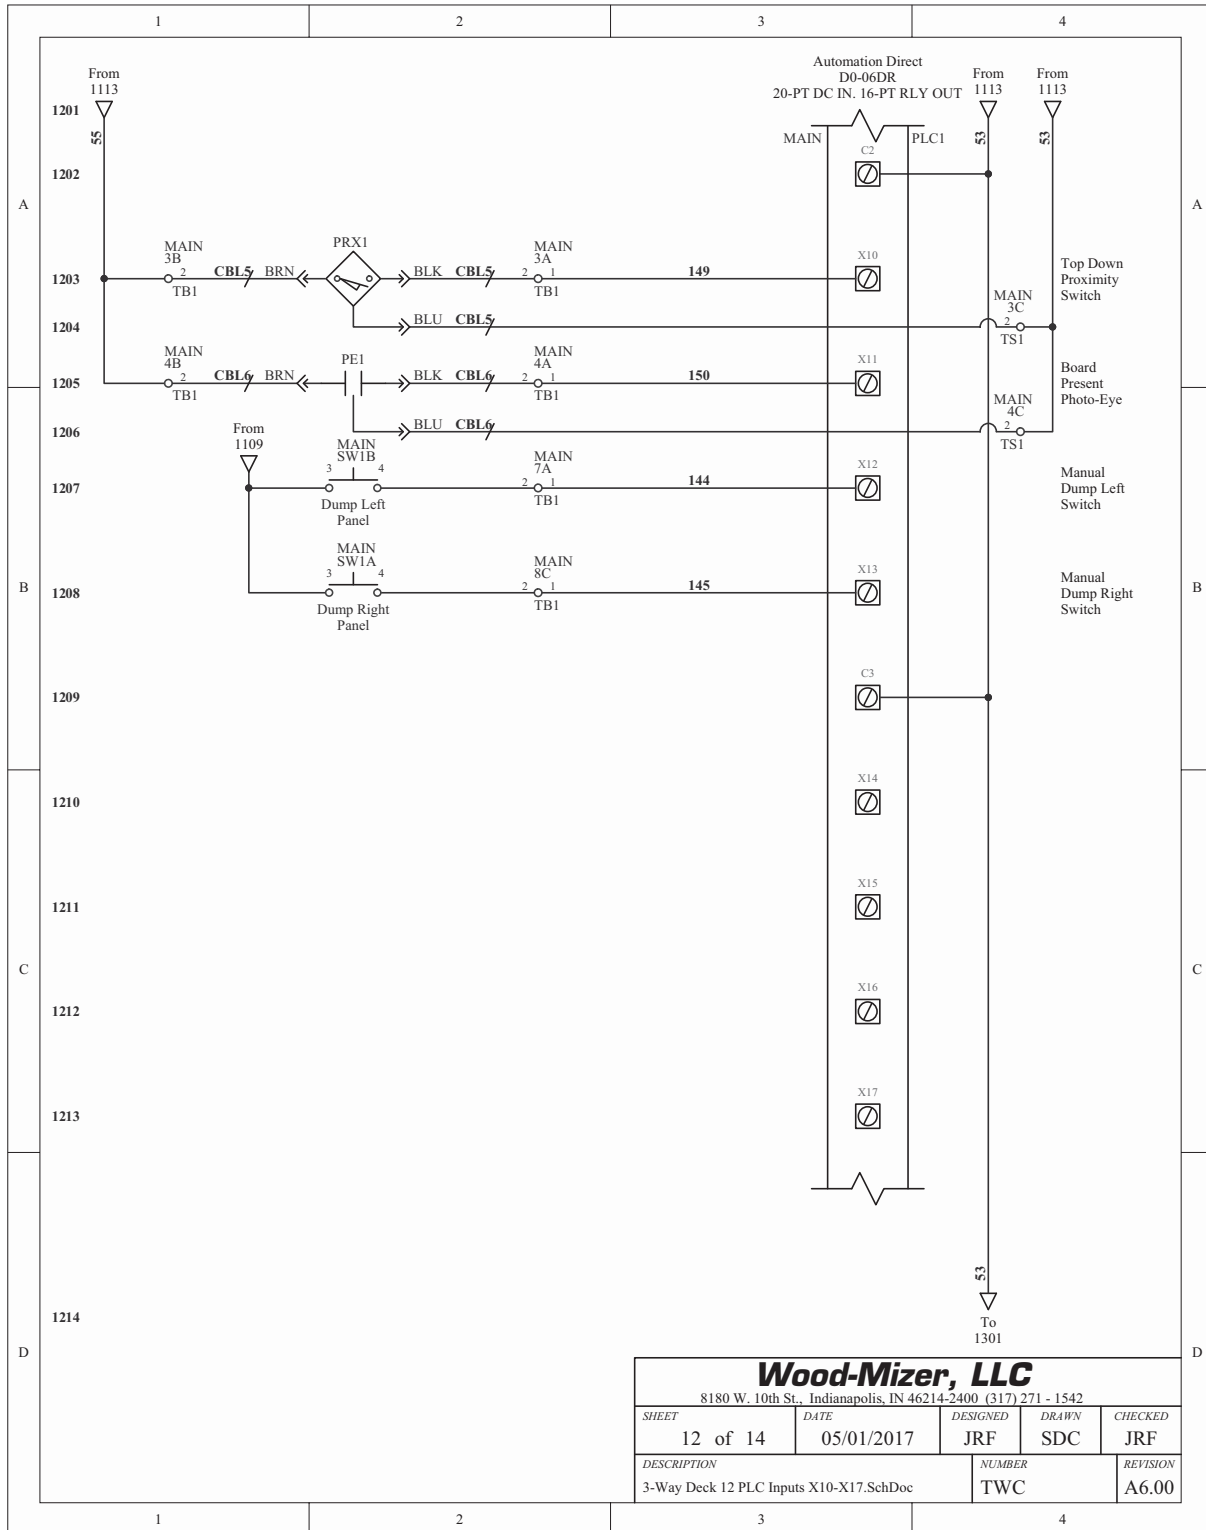 1 2 3 4
From
1113
Automation Direct
D0-06DR
20-PT DC IN. 16-PT RLY OUT
From
1113
From
1113
1201
55
MAIN
PLC1
53
53
C2
1202
A
A
MAIN
3B
PRX1
MAIN
3A
X10
1203
2
TB1
CBL5
BRN
BLK
CBL5
2 1
TB1
149
Top Down
Proximity
Switch
1204
BLU
CBL5
MAIN
3C
2
TS1
MAIN
4B
PE1
MAIN
4A
X11
1205
2
TB1
CBL6
BRN
BLK
CBL6
2 1
TB1
150
Board
Present
Photo-Eye
1206
BLU
CBL6
MAIN
4C
2
TS1
From
1109
MAIN
SW1B
MAIN
7A
X12
1207
3 4
Dump Left
Panel
2 1
TB1
144
Manual
Dump Left
Switch
B
B
MAIN
SW1A
MAIN
8C
X13
1208
3 4
Dump Right
Panel
2 1
TB1
145
Manual
Dump Right
Switch
C3
1209
X14
1210
X15
1211
C
C
X16
1212
X17
1213
53
1214
To
1301
D
D
Wood-Mizer, LLC
8180 W. 10th St., Indianapolis, IN 46214-2400 (317) 271 - 1542
SHEET DATE DESIGNED DRAWN CHECKED
12 of 14 05/01/2017 JRF SDC JRF
DESCRIPTION NUMBER REVISION
3-Way Deck 12 PLC Inputs X10-X17.SchDoc TWC A6.00
1 2 3 4